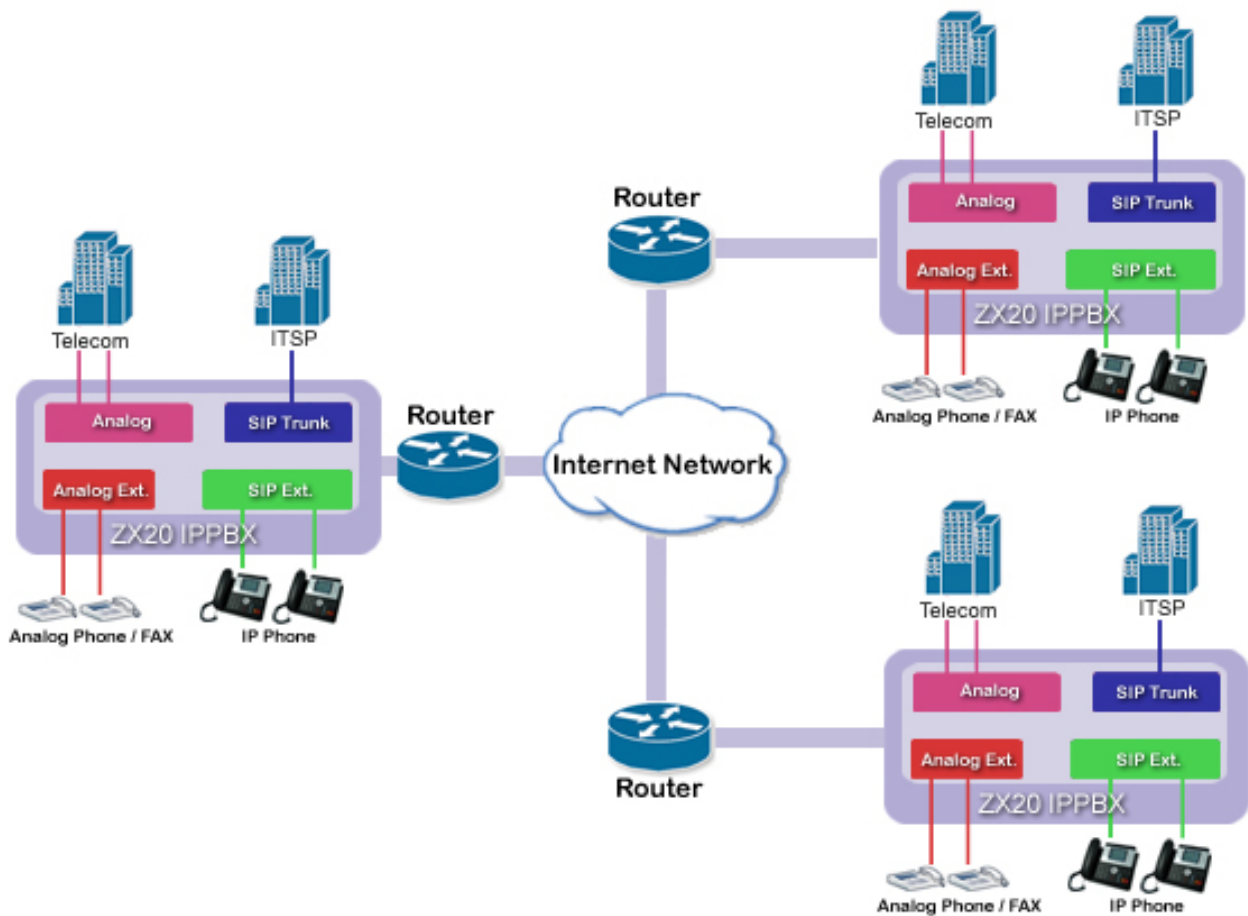 Telecom
ITSP
Analog
SIP Trunk
Analog Ext.
SIP Ext.
ZX20 IPPBX
Analog Phone / FAX
IP Phone
Router
Internet Network
Router
Telecom
ITSP
Analog
SIP Trunk
Analog Ext.
SIP Ext.
ZX20 IPPBX
Analog Phone / FAX
IP Phone
Router
Telecom
ITSP
Analog
SIP Trunk
Analog Ext.
SIP Ext.
ZX20 IPPBX
Analog Phone / FAX
IP Phone